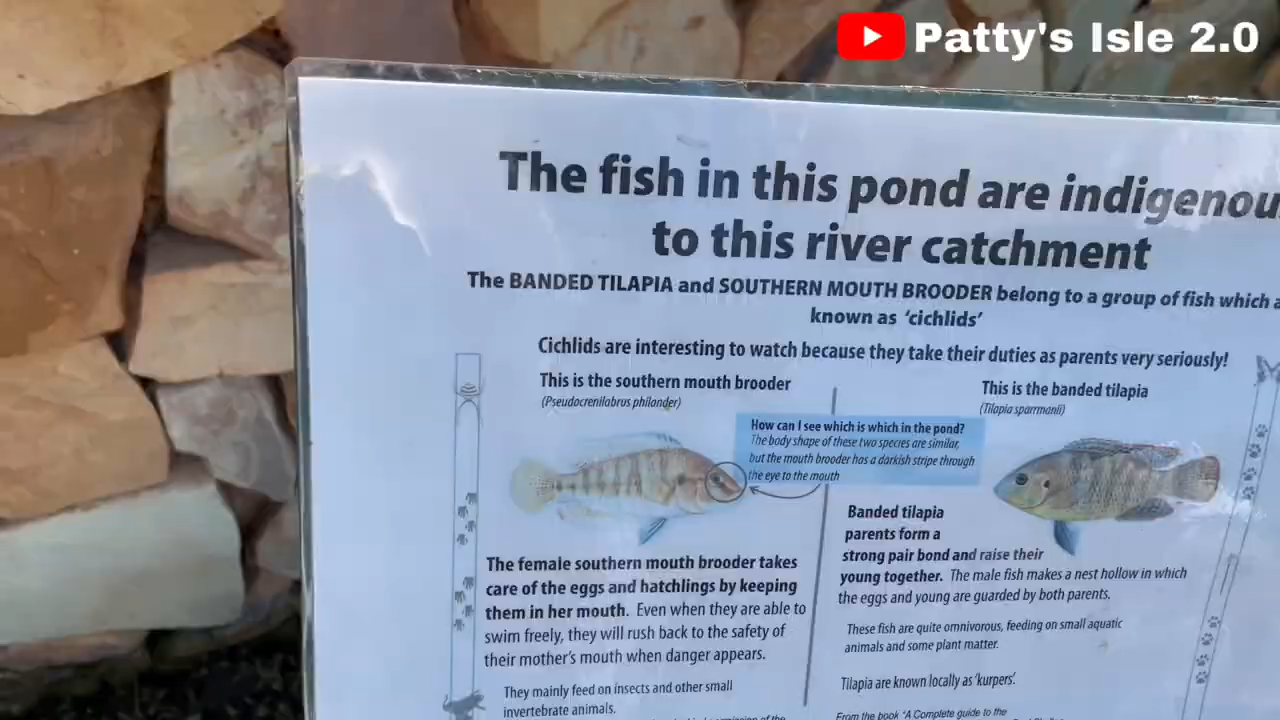 Patty's Isle 2.0
The fish in this pond are indigenou
to this river catchment
The BANDED TILAPIA and SOUTHERN MOUTH BROODER belong to a group of fish which a
known as 'cichlids'
Cichlids are interesting to watch because they take their duties as parents very seriously!
This is the southern mouth brooder
(Pseudocrenilabrus philander)
How can I see which is which in the pond?
The body shape of these two species are similar,
but the mouth brooder has a darkish stripe through
the eye to the mouth
The female southern mouth brooder takes
care of the eggs and hatchlings by keeping
them in her mouth. Even when they are able to
swim freely, they will rush back to the safety of
their mother's mouth when danger appears.
They mainly feed on insects and other small
invertebrate animals.
This is the banded tilapia
(Tilapia sparrmanii)
Banded tilapia
parents form a
strong pair bond and raise their
young together. The male fish makes a nest hollow in which
the eggs and young are guarded by both parents.
These fish are quite omnivorous, feeding on small aquatic
animals and some plant matter.
Tilapia are known locally as 'kurpers'.
From the book "A Complete guide to the